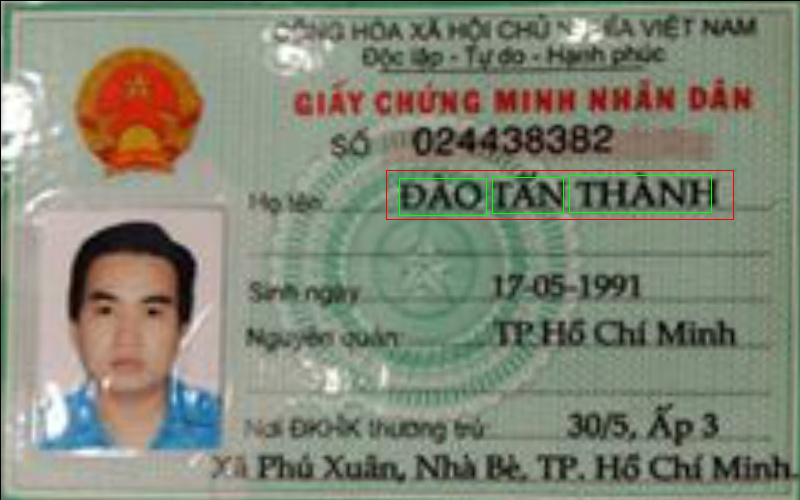 CỘNG HÒA XÃ HỘI CHỦ NGHĨA VIỆT NAM
Độc lập - Tự do - Hạnh phúc
GIẤY CHỨNG MINH NHÂN DÂN
SỐ 024438382
Họ tên ĐÀO TẤN THÀNH
Sinh ngày 17-05-1991
Nguyên quán: TP Hồ Chí Minh
Nơi ĐKHK thường trú: 30/5, Ấp 3
Xã Phú Xuân, Nhà Bè, TP. Hồ Chí Minh.